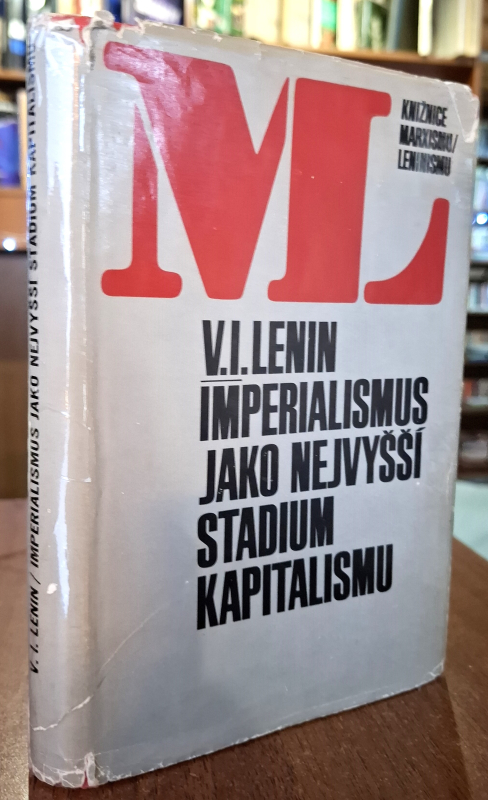 ML
KNIŽNICE
MARXISMU/
LENINISMU
V.I. LENIN
IMPERIALISMUS
JAKO NEJVYŠŠÍ
STADIUM
KAPITALISMU
V. I. LENIN / IMPERIALISMUS JAKO NEJVYŠŠÍ STADIUM KAPITALISMU